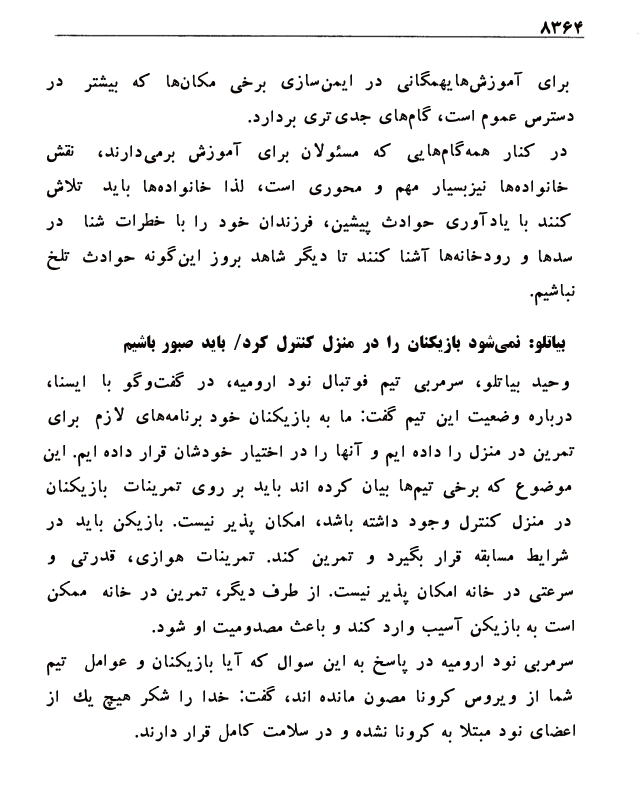 ۸۳۶۴
برای آموزش‌هایهمگانی در ایمن‌سازی برخی مکان‌ها که بیشتر در
دسترس عموم است، گام‌های جدی‌تری بردارد.
در کنار همه‌گام‌هایی که مسئولان برای آموزش برمی‌دارند، نقش
خانواده‌ها نیزبسیار مهم و محوری است، لذا خانواده‌ها باید تلاش
کنند با یادآوری حوادث پیشین، فرزندان خود را با خطرات شنا در
سدها و رودخانه‌ها آشنا کنند تا دیگر شاهد بروز این‌گونه حوادث تلخ
نباشیم.
بیاتلو: نمی‌شود بازیکنان را در منزل کنترل کرد/ باید صبور باشیم
وحید بیاتلو، سرمربی تیم فوتبال نود ارومیه، در گفت‌وگو با ایسنا،
درباره وضعیت این تیم گفت: ما به بازیکنان خود برنامه‌های لازم برای
تمرین در منزل را داده ایم و آنها را در اختیار خودشان قرار داده ایم. این
موضوع که برخی تیم‌ها بیان کرده اند باید بر روی تمرینات بازیکنان
در منزل کنترل وجود داشته باشد، امکان پذیر نیست. بازیکن باید در
شرایط مسابقه قرار بگیرد و تمرین کند. تمرینات هوازی، قدرتی و
سرعتی در خانه امکان پذیر نیست. از طرف دیگر، تمرین در خانه ممکن
است به بازیکن آسیب وارد کند و باعث مصدومیت او شود.
سرمربی نود ارومیه در پاسخ به این سوال که آیا بازیکنان و عوامل تیم
شما از ویروس کرونا مصون مانده اند، گفت: خدا را شکر هیچ یك از
اعضای نود مبتلا به کرونا نشده و در سلامت کامل قرار دارند.